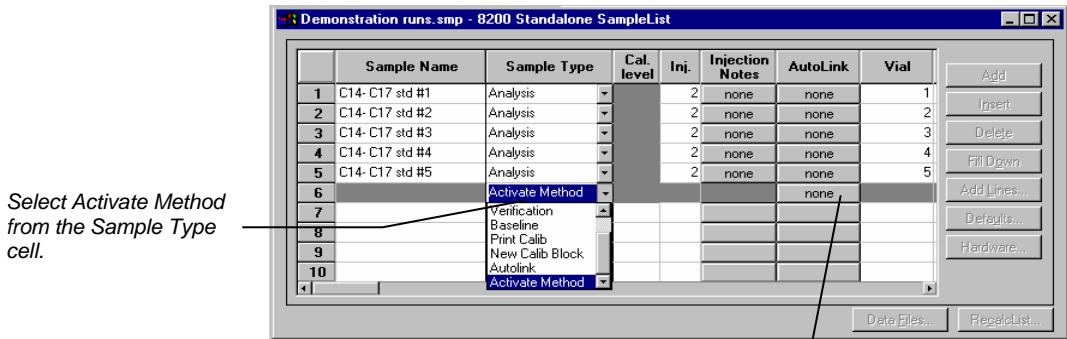 Demonstration runs.smp - 8200 Standalone SampleList
Sample Name Sample Type Cal. level Inj. Injection Notes AutoLink Vial
1 C14- C17 std #1 Analysis 2 none none 1
2 C14- C17 std #2 Analysis 2 none none 2
3 C14- C17 std #3 Analysis 2 none none 3
4 C14- C17 std #4 Analysis 2 none none 4
5 C14- C17 std #5 Analysis 2 none none 5
6 Activate Method none
7
8
9
10
Verification
Baseline
Print Calib
New Calib Block
Autolink
Activate Method
Add
Insert
Delete
Fill Down
Add Lines...
Defaults...
Hardware...
Data Files...
RecalcList...
Select Activate Method
from the Sample Type
cell.